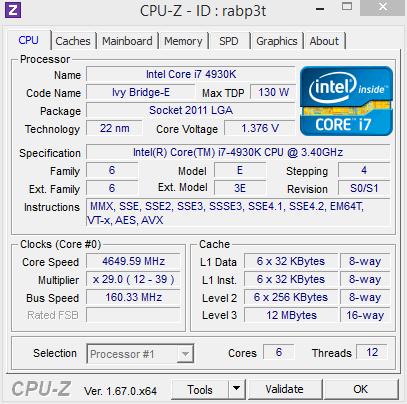 CPU-Z - ID : rabp3t
CPU Caches Mainboard Memory SPD Graphics About
Processor
Name Intel Core i7 4930K
Code Name Ivy Bridge-E Max TDP 130 W
Package Socket 2011 LGA
Technology 22 nm Core Voltage 1.376 V
intel inside™
CORE™ i7
Specification Intel(R) Core(TM) i7-4930K CPU @ 3.40GHz
Family 6 Model E Stepping 4
Ext. Family 6 Ext. Model 3E Revision S0/S1
Instructions MMX, SSE, SSE2, SSE3, SSSE3, SSE4.1, SSE4.2, EM64T,
VT-x, AES, AVX
Clocks (Core #0)
Core Speed 4649.59 MHz
Multiplier x 29.0 ( 12 - 39 )
Bus Speed 160.33 MHz
Rated FSB
Cache
L1 Data 6 x 32 KBytes 8-way
L1 Inst. 6 x 32 KBytes 8-way
Level 2 6 x 256 KBytes 8-way
Level 3 12 MBytes 16-way
Selection Processor #1 Cores 6 Threads 12
CPU-Z Ver. 1.67.0.x64 Tools Validate OK